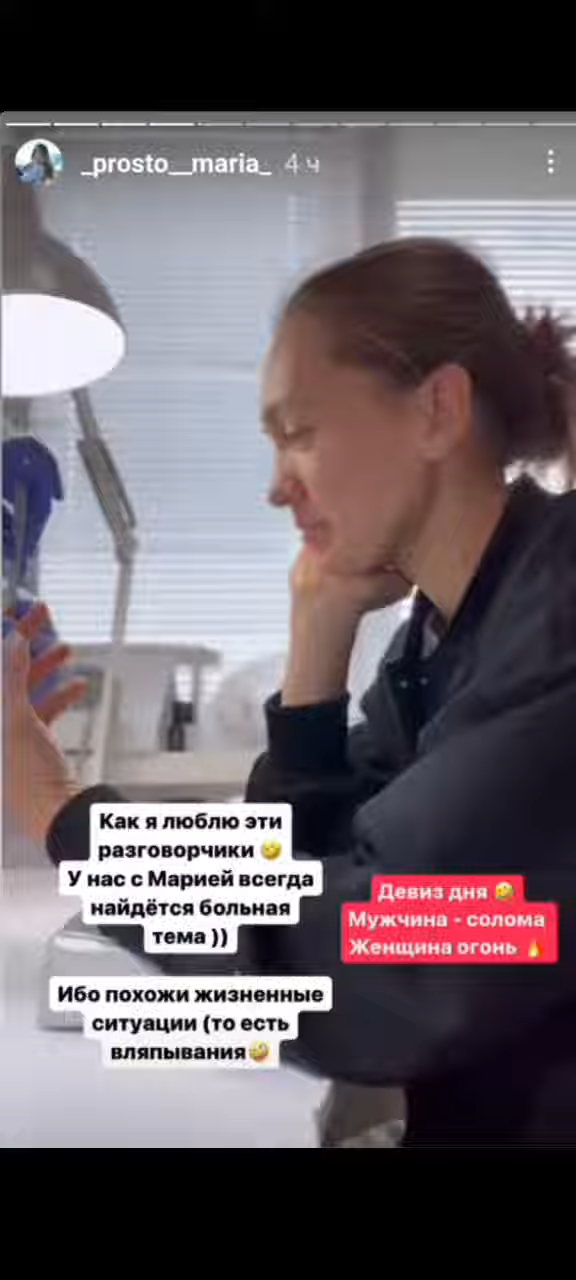 _prosto__maria_ 4 ч
Как я люблю эти
разговорчики 🤣
У нас с Марией всегда
найдётся больная
тема ))
Ибо похожи жизненные
ситуации (то есть
вляпывания🤣
Девиз дня 🤣
Мужчина - солома
Женщина огонь 🔥